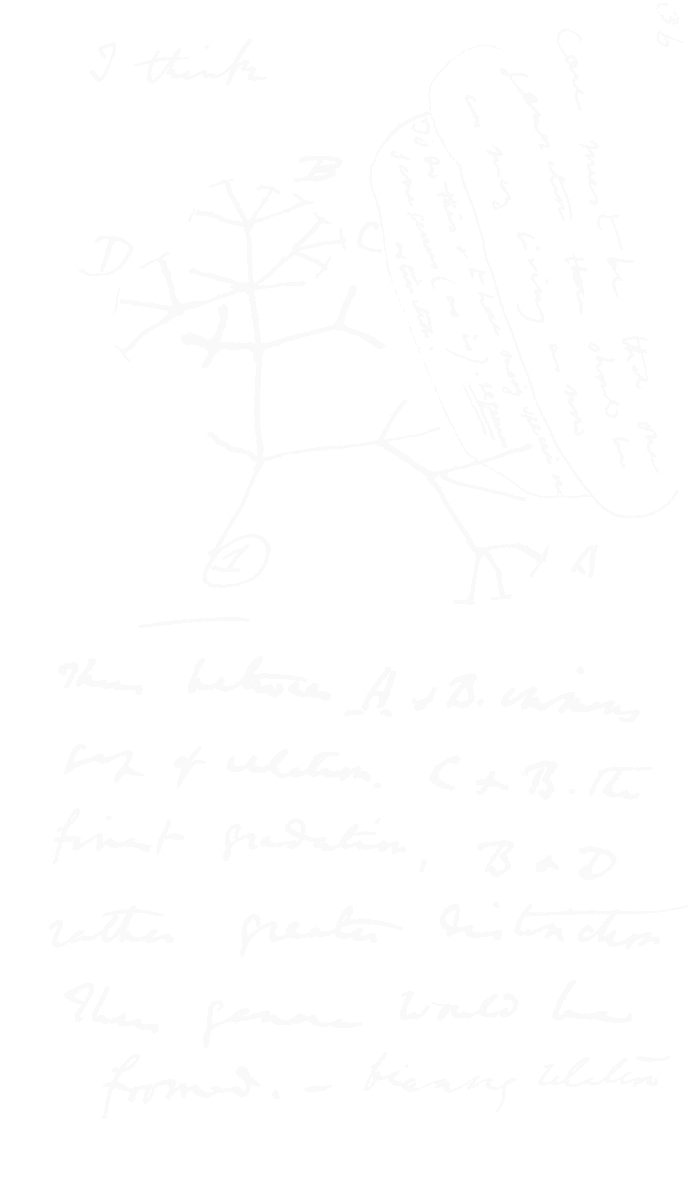 36
I think
Case must be that one
generation then should be
as many living as now
To do this & to have many species in
same genus (as is) requires
extinction.
B
C
D
A
1
Thus between A & B. immense
gap of relation. C & B. the
finest gradation, B & D
rather greater distinction
Thus genera would be
formed. — bearing relation